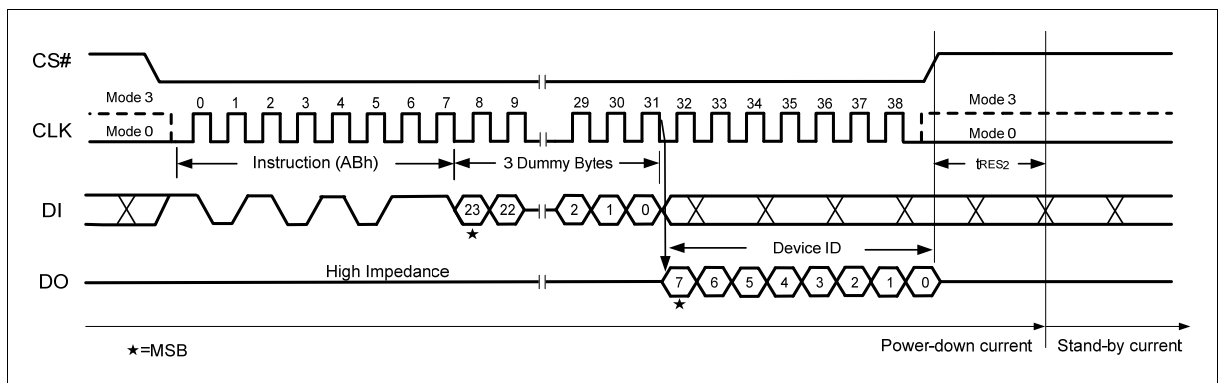 CS#
Mode 3
0 1 2 3 4 5 6 7 8 9 29 30 31 32 33 34 35 36 37 38
Mode 3
CLK
Mode 0
Mode 0
Instruction (ABh)
3 Dummy Bytes
tRES2
DI
23 22 2 1 0
★
Device ID
High Impedance
DO
7 6 5 4 3 2 1 0
★
★=MSB
Power-down current
Stand-by current